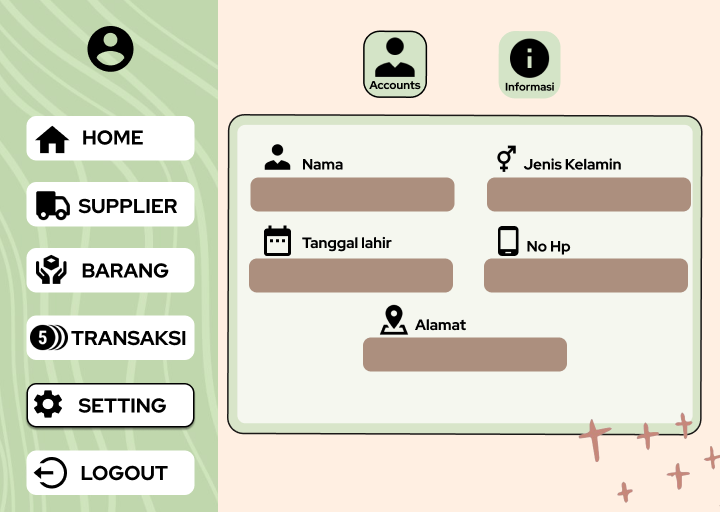 HOME
SUPPLIER
BARANG
5 TRANSAKSI
SETTING
LOGOUT
Accounts
Informasi
Nama
Jenis Kelamin
Tanggal lahir
No Hp
Alamat